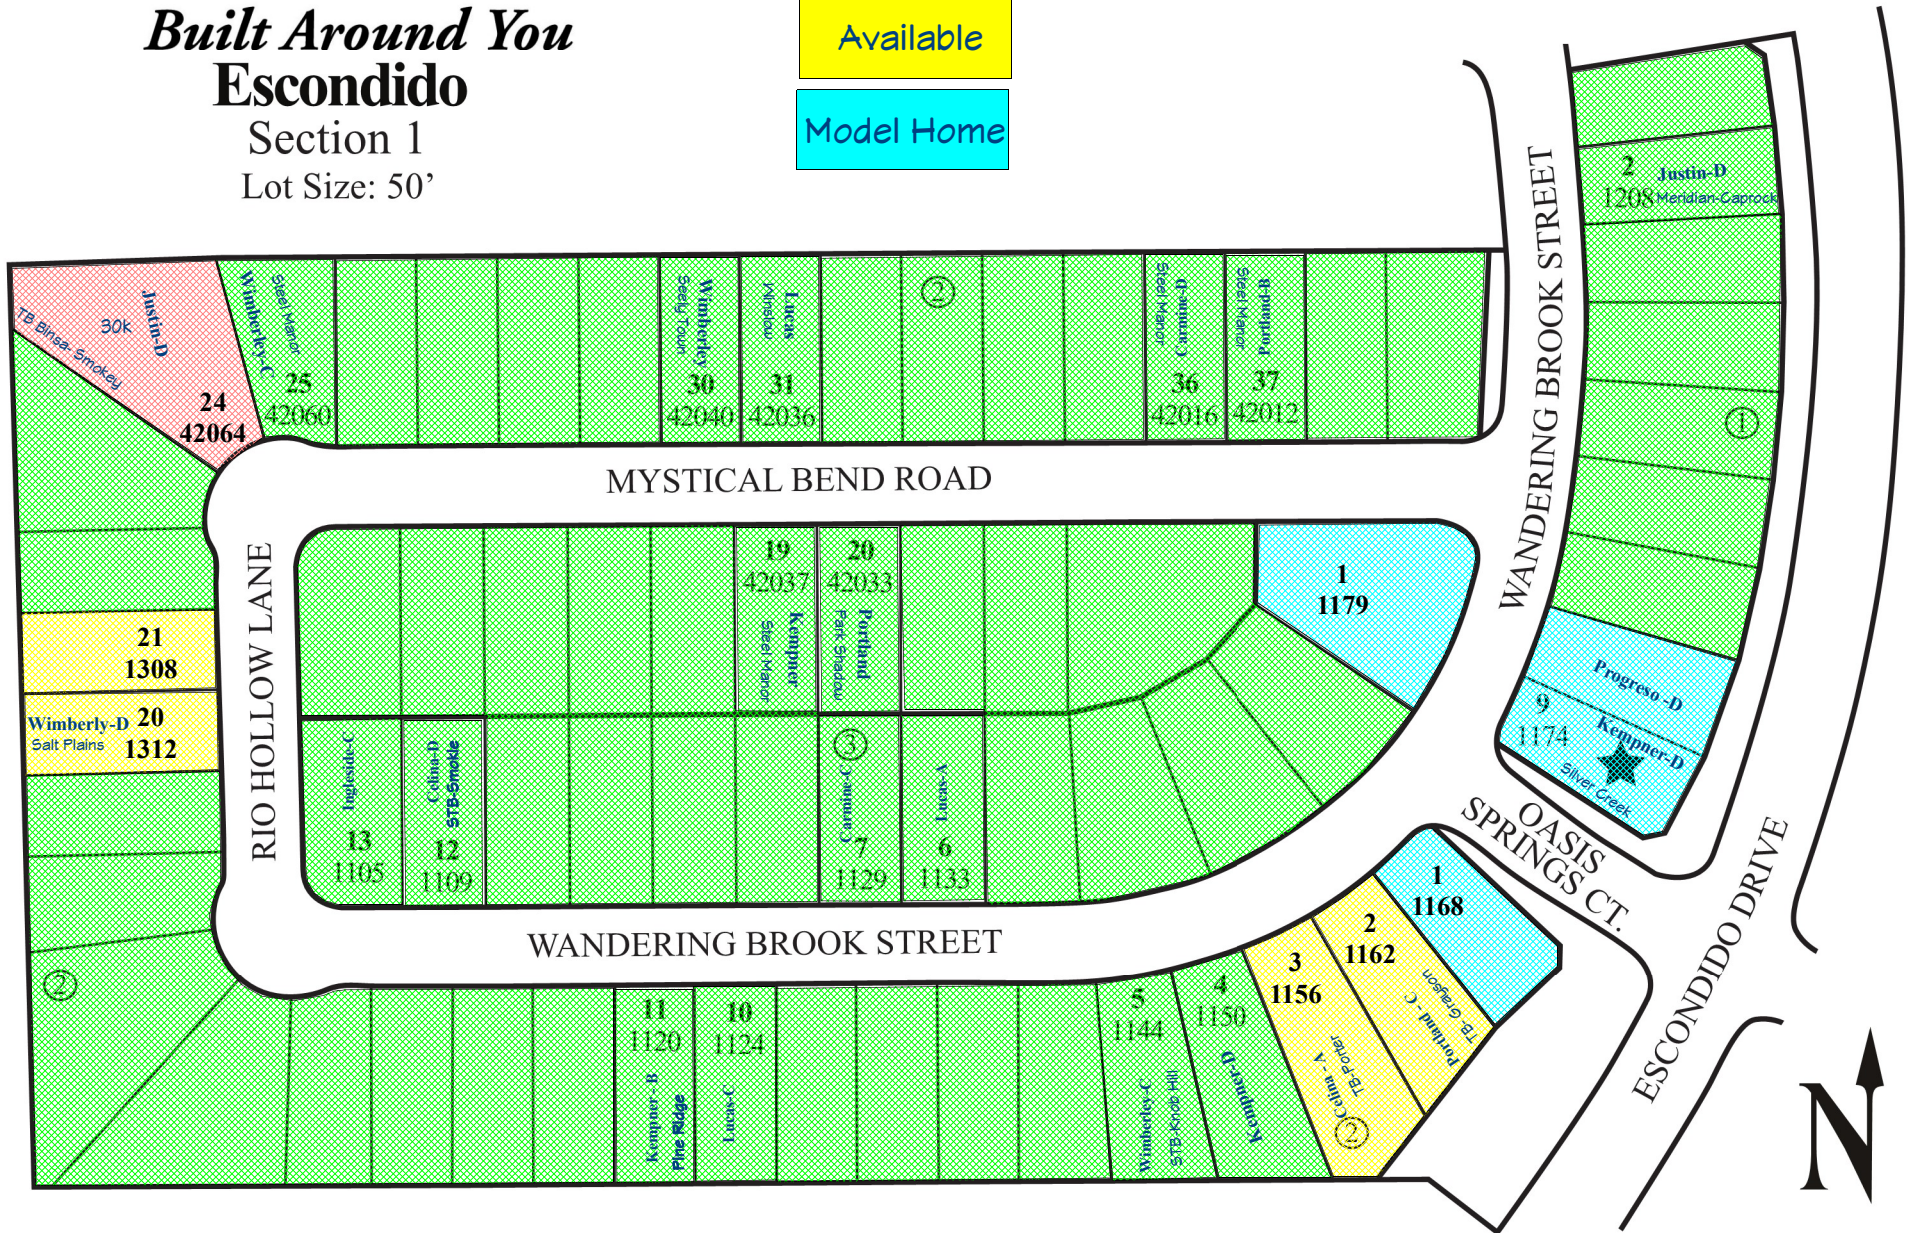 Built Around You
Escondido
Section 1
Lot Size: 50’
Available
Model Home
2
1208
Justin-D
Meridian-Caprock
WANDERING BROOK STREET
1
Justin-D
30k
TB Binsa- Smokey
24
42064
Wimberley-C
Steel Manor
25
42060
Wimberley
Seely Town
30
42040
Lucas
Winslow
31
42036
2
Carmine-D
Steel Manor
36
42016
Portland-B
Steel Manor
37
42012
MYSTICAL BEND ROAD
RIO HOLLOW LANE
19
42037
Kempner
Steel Manor
20
42033
Portland
Park Shadow
1
1179
21
1308
Wimberly-D
Salt Plains
20
1312
Ingleside-C
13
1105
Celina-D
STB-Smokie
12
1109
3
Carmine-C
7
1129
Lucas-A
6
1133
Progreso -D
9
1174
Kempner-D
Silver Creek
OASIS
SPRINGS CT.
ESCONDIDO DRIVE
WANDERING BROOK STREET
1
1168
2
1162
Portland - C
TB- Grayson
3
1156
Celina - A
TB-Porter
2
4
1150
Kempner-D
5
1144
Wimberley-C
STB-Knob Hill
10
1124
Lucas-C
11
1120
Kempner B
Pine Ridge
2
N